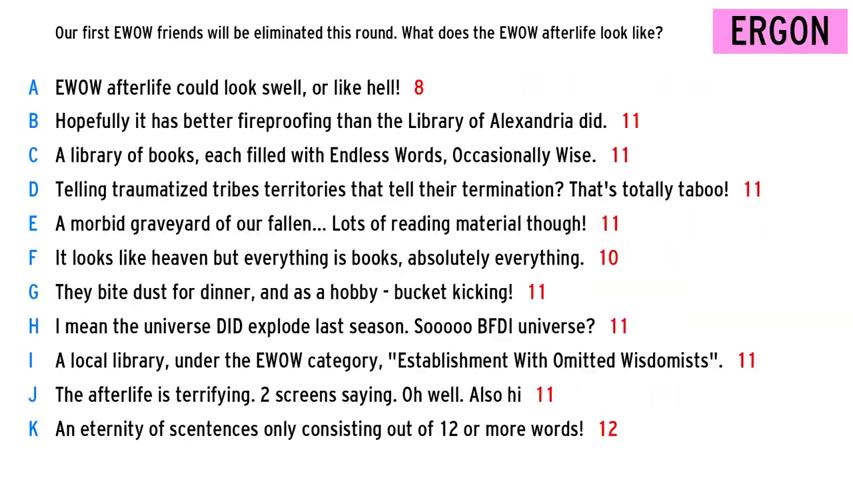 Our first EWOW friends will be eliminated this round. What does the EWOW afterlife look like?
ERGON
A EWOW afterlife could look swell, or like hell! 8
B Hopefully it has better fireproofing than the Library of Alexandria did. 11
C A library of books, each filled with Endless Words, Occasionally Wise. 11
D Telling traumatized tribes territories that tell their termination? That's totally taboo! 11
E A morbid graveyard of our fallen... Lots of reading material though! 11
F It looks like heaven but everything is books, absolutely everything. 10
G They bite dust for dinner, and as a hobby - bucket kicking! 11
H I mean the universe DID explode last season. Sooooo BFDI universe? 11
I A local library, under the EWOW category, "Establishment With Omitted Wisdomists". 11
J The afterlife is terrifying. 2 screens saying. Oh well. Also hi 11
K An eternity of scentences only consisting out of 12 or more words! 12